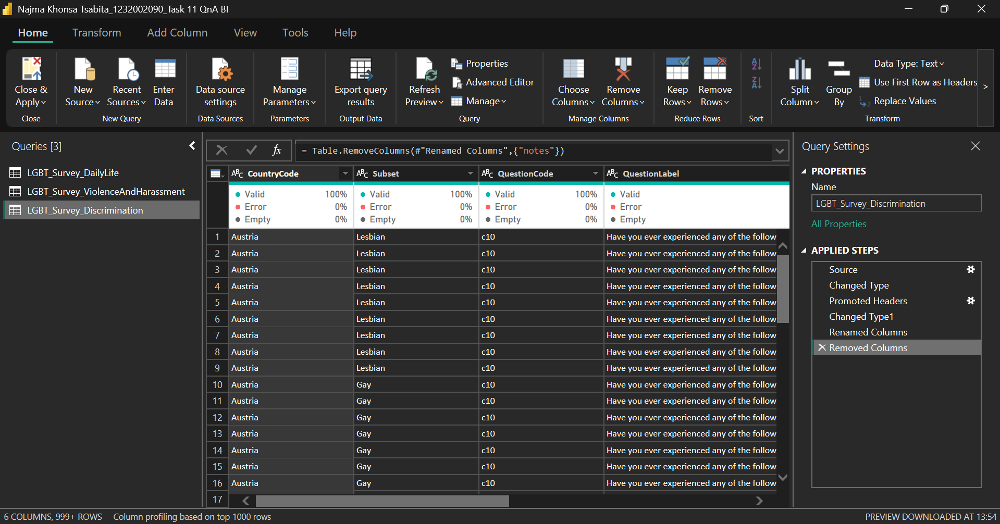 Najma Khonsa Tsabita_1232002090_Task 11 QnA BI
Home Transform Add Column View Tools Help
Close & Apply
Close
New Source
Recent Sources
Enter Data
New Query
Data source settings
Data Sources
Manage Parameters
Parameters
Export query results
Output Data
Refresh Preview
Properties
Advanced Editor
Manage
Query
Choose Columns
Remove Columns
Manage Columns
Keep Rows
Remove Rows
Reduce Rows
Sort
Split Column
Group By
Data Type: Text
Use First Row as Headers
Replace Values
Transform
Queries [3]
LGBT_Survey_DailyLife
LGBT_Survey_ViolenceAndHarassment
LGBT_Survey_Discrimination
fx = Table.RemoveColumns(#"Renamed Columns",{"notes"})
ABC CountryCode ABC Subset ABC QuestionCode ABC QuestionLabel
Valid 100% Valid 100% Valid 100% Valid
Error 0% Error 0% Error 0% Error
Empty 0% Empty 0% Empty 0% Empty
1 Austria Lesbian c10 Have you ever experienced any of the follow
2 Austria Lesbian c10 Have you ever experienced any of the follow
3 Austria Lesbian c10 Have you ever experienced any of the follow
4 Austria Lesbian c10 Have you ever experienced any of the follow
5 Austria Lesbian c10 Have you ever experienced any of the follow
6 Austria Lesbian c10 Have you ever experienced any of the follow
7 Austria Lesbian c10 Have you ever experienced any of the follow
8 Austria Lesbian c10 Have you ever experienced any of the follow
9 Austria Lesbian c10 Have you ever experienced any of the follow
10 Austria Gay c10 Have you ever experienced any of the follow
11 Austria Gay c10 Have you ever experienced any of the follow
12 Austria Gay c10 Have you ever experienced any of the follow
13 Austria Gay c10 Have you ever experienced any of the follow
14 Austria Gay c10 Have you ever experienced any of the follow
15 Austria Gay c10 Have you ever experienced any of the follow
16 Austria Gay c10 Have you ever experienced any of the follow
17
Query Settings
PROPERTIES
Name
LGBT_Survey_Discrimination
All Properties
APPLIED STEPS
Source
Changed Type
Promoted Headers
Changed Type1
Renamed Columns
Removed Columns
6 COLUMNS, 999+ ROWS Column profiling based on top 1000 rows PREVIEW DOWNLOADED AT 13:54